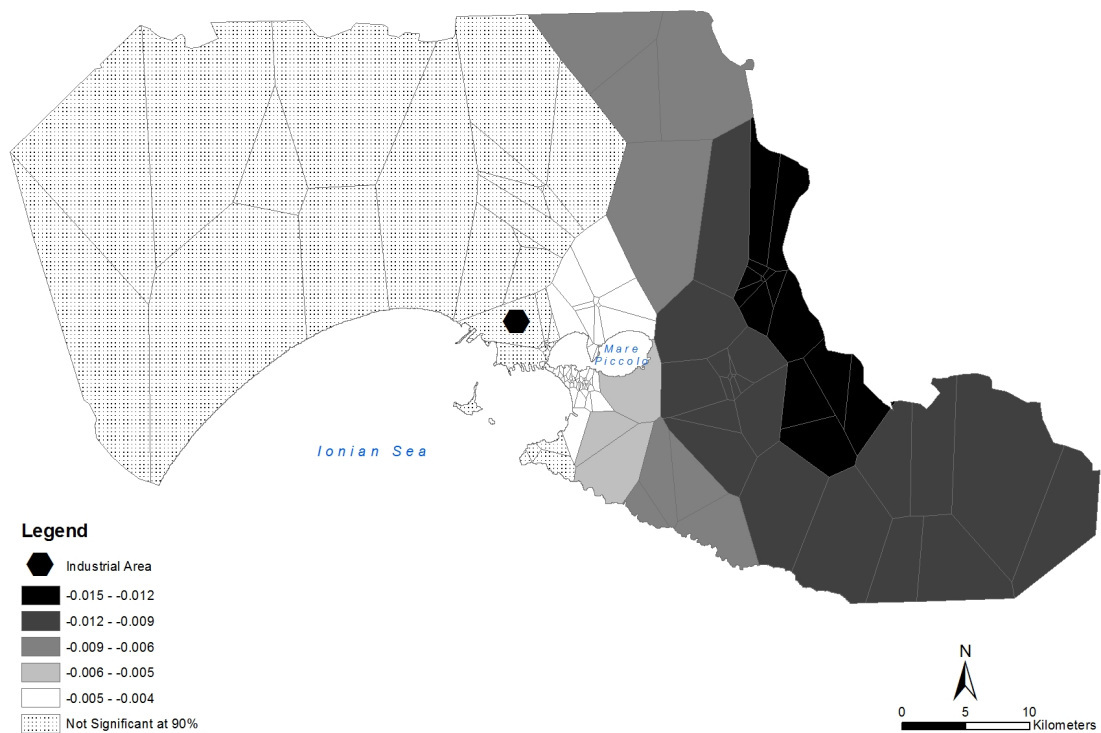 Mare
Piccolo
Ionian Sea
Legend
Industrial Area
-0.015 - -0.012
-0.012 - -0.009
-0.009 - -0.006
-0.006 - -0.005
-0.005 - -0.004
Not Significant at 90%
N
0 5 10
Kilometers